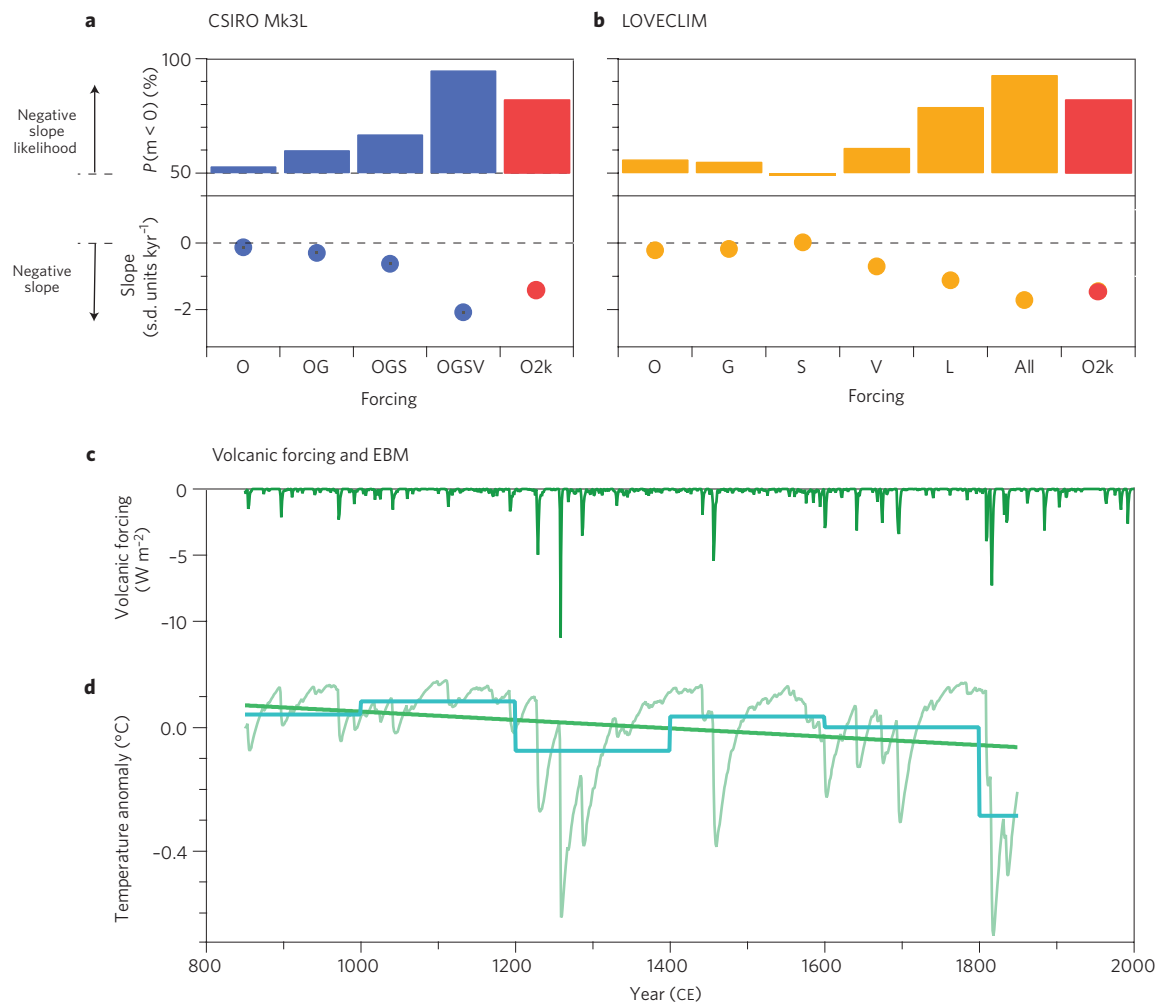 a CSIRO Mk3L
b LOVECLIM
Negative
slope
likelihood
P(m < 0) (%)
100
50
Negative
slope
Slope
(s.d. units kyr⁻¹)
0
−2
O OG OGS OGSV O2k
Forcing
O G S V L All O2k
Forcing
c Volcanic forcing and EBM
Volcanic forcing
(W m⁻²)
0
−5
−10
d
Temperature anomaly (°C)
0.0
−0.4
800 1000 1200 1400 1600 1800 2000
Year (CE)